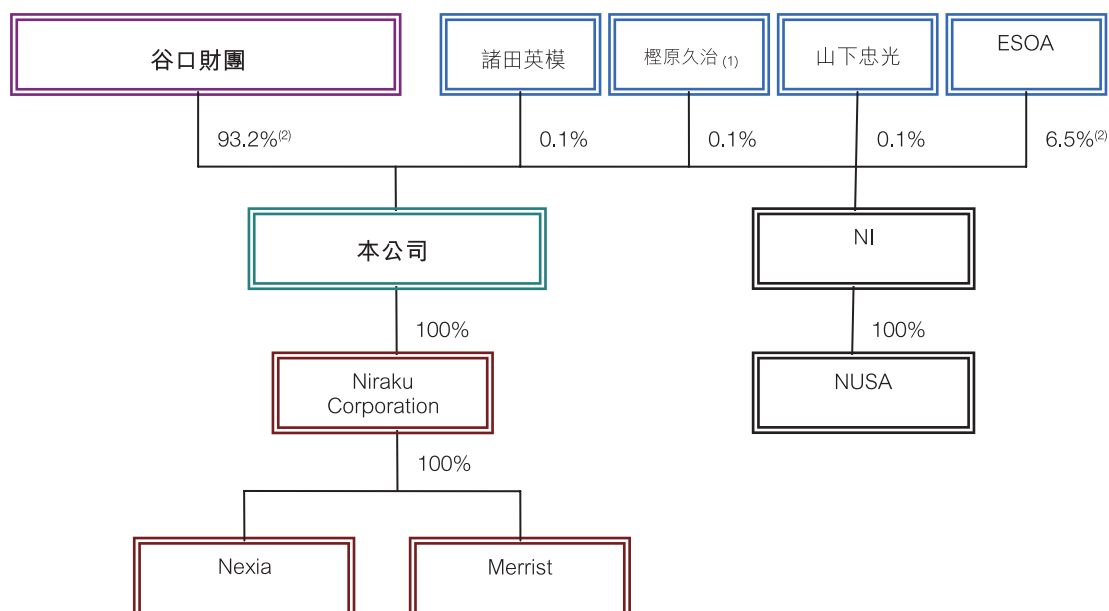 谷口財團
諸田英模
樫原久治 (1)
山下忠光
ESOA
93.2%(2)
0.1%
0.1%
0.1%
6.5%(2)
本公司
NI
100%
100%
Niraku
Corporation
NUSA
100%
Nexia
Merrist